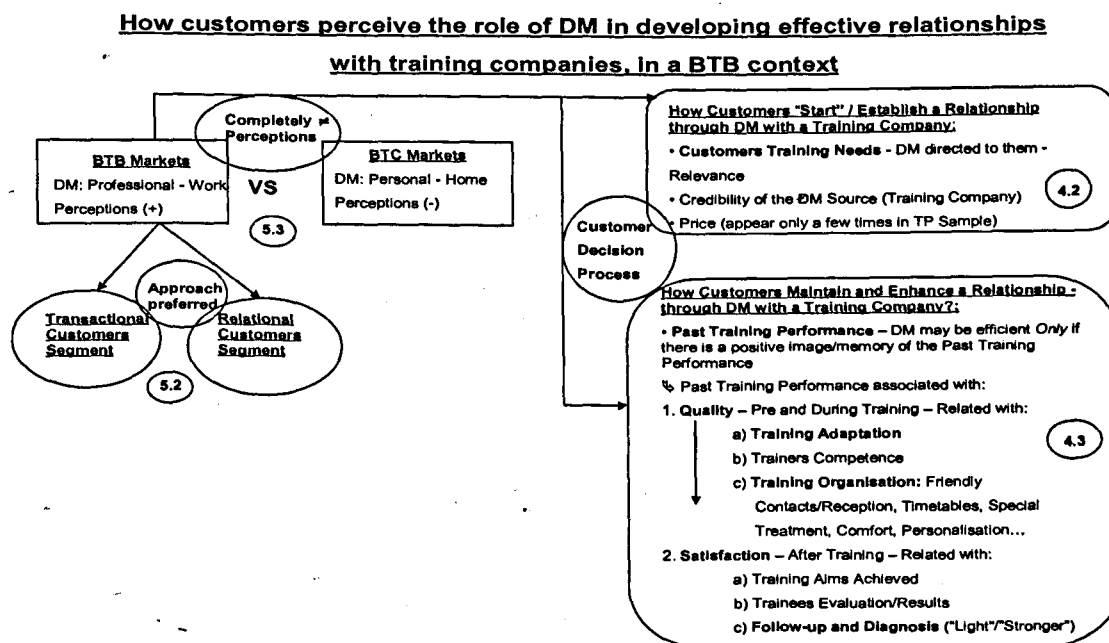 How customers perceive the role of DM in developing effective relationships
with training companies, in a BTB context
Completely ≠
Perceptions
BTB Markets
DM: Professional - Work
Perceptions (+)
VS
BTC Markets
DM: Personal - Home
Perceptions (-)
5.3
Approach
preferred
Transactional
Customers
Segment
Relational
Customers
Segment
5.2
Customer
Decision
Process
How Customers "Start" / Establish a Relationship
through DM with a Training Company:
• Customers Training Needs - DM directed to them -
Relevance
• Credibility of the DM Source (Training Company)
• Price (appear only a few times in TP Sample)
4.2
How Customers Maintain and Enhance a Relationship -
through DM with a Training Company?:
• Past Training Performance – DM may be efficient Only if
there is a positive image/memory of the Past Training
Performance
↳ Past Training Performance associated with:
1. Quality – Pre and During Training – Related with:
a) Training Adaptation
b) Trainers Competence
c) Training Organisation: Friendly
Contacts/Reception, Timetables, Special
Treatment, Comfort, Personalisation...
4.3
2. Satisfaction – After Training – Related with:
a) Training Aims Achieved
b) Trainees Evaluation/Results
c) Follow-up and Diagnosis ("Light"/"Stronger")